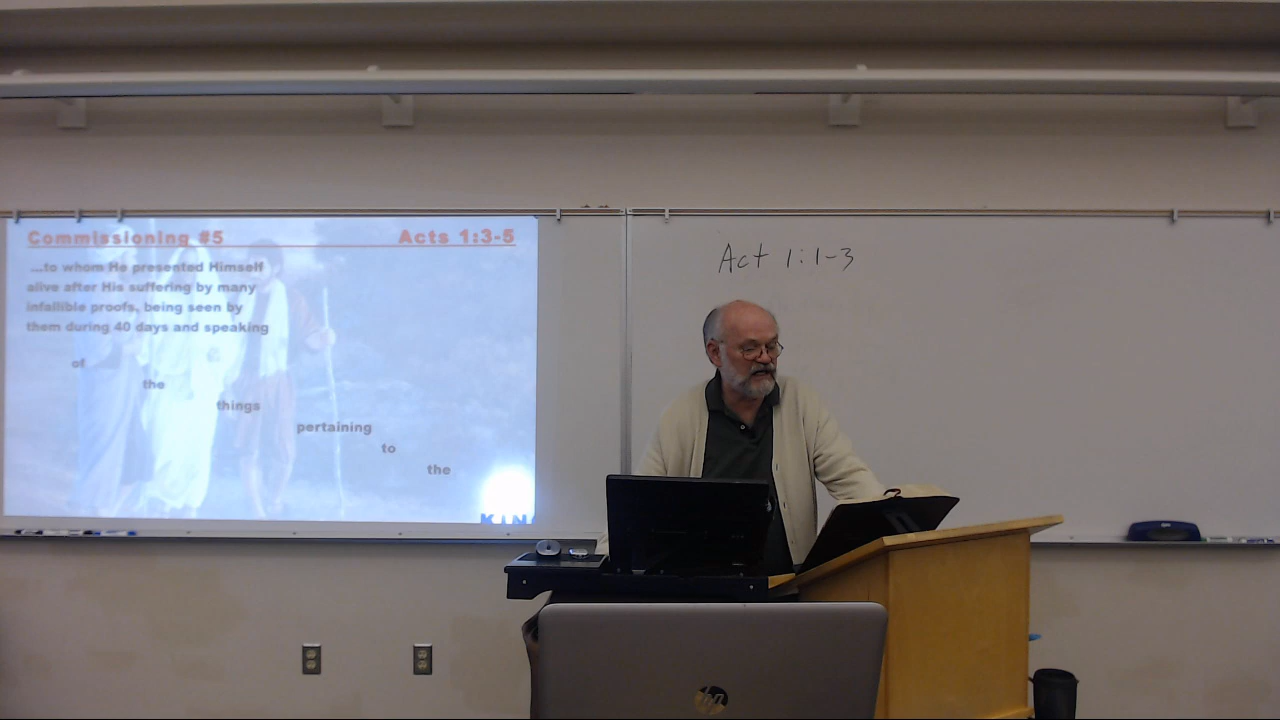 Commissioning #5 Acts 1:3-5
...to whom He presented Himself
alive after His suffering by many
infallible proofs, being seen by
them during 40 days and speaking
of
the
things
pertaining
to
the
KIN
Act 1:1-3
hp